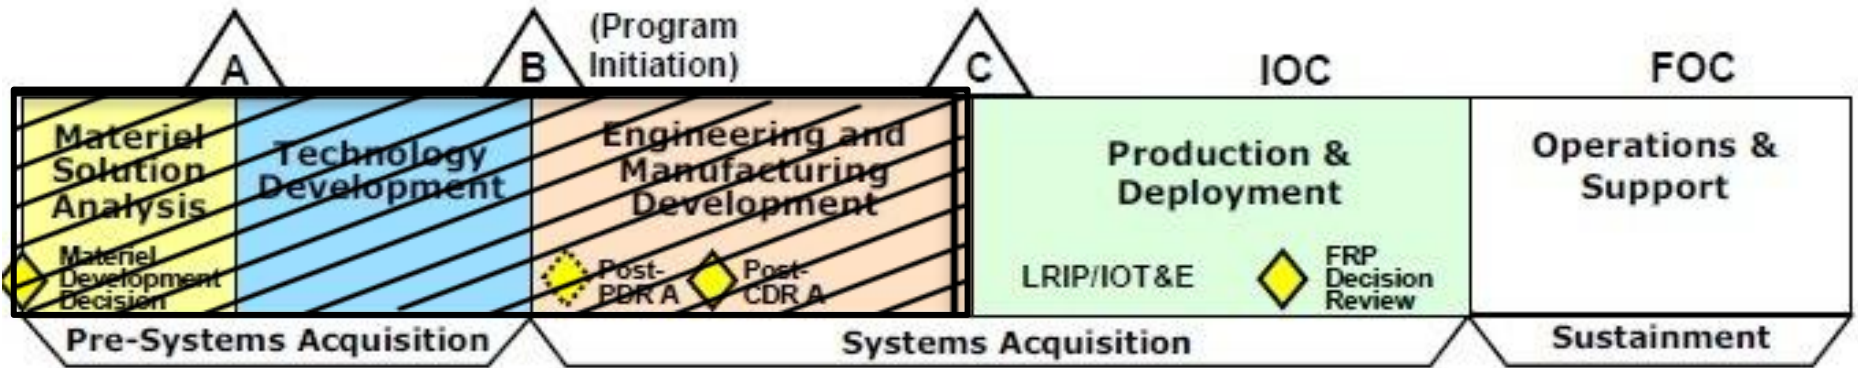 A
B
(Program
Initiation)
C
IOC
FOC
Materiel
Solution
Analysis
Technology
Development
Engineering and
Manufacturing
Development
Production &
Deployment
Operations &
Support
Materiel
Development
Decision
Post-
PDR A
Post-
CDR A
LRIP/IOT&E
FRP
Decision
Review
Pre-Systems Acquisition
Systems Acquisition
Sustainment